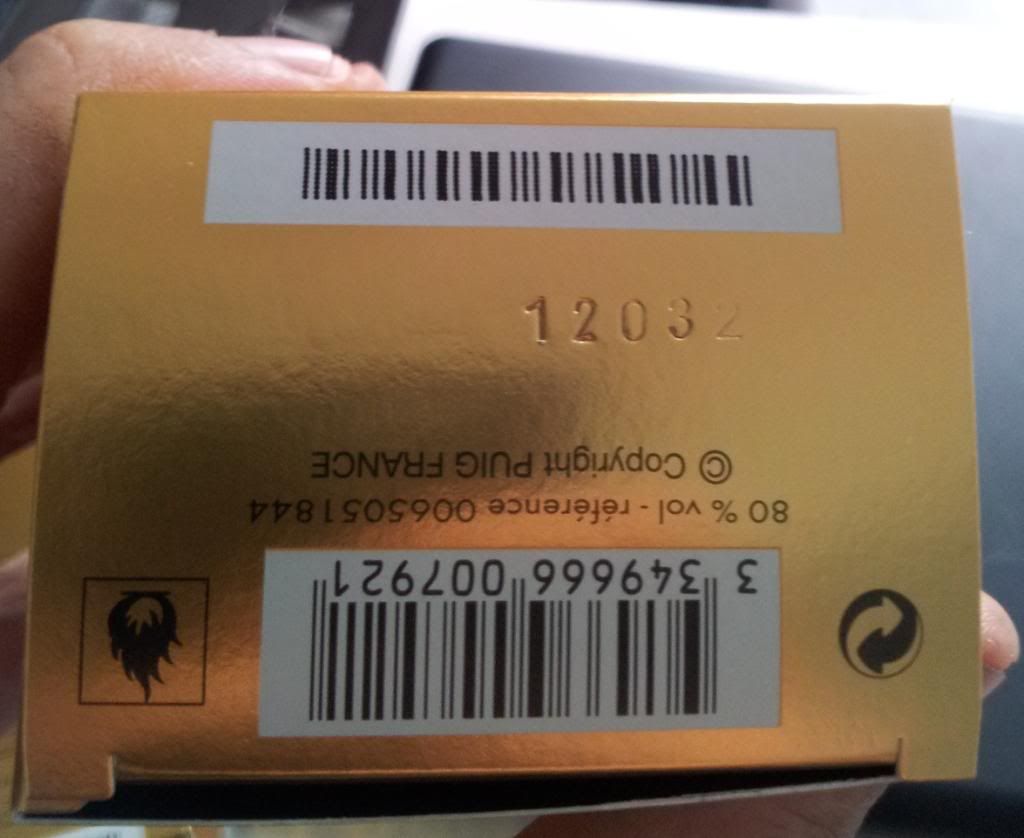 12032
© Copyright PUIG FRANCE
80 % vol - référence 0065051844
3 349666 007921